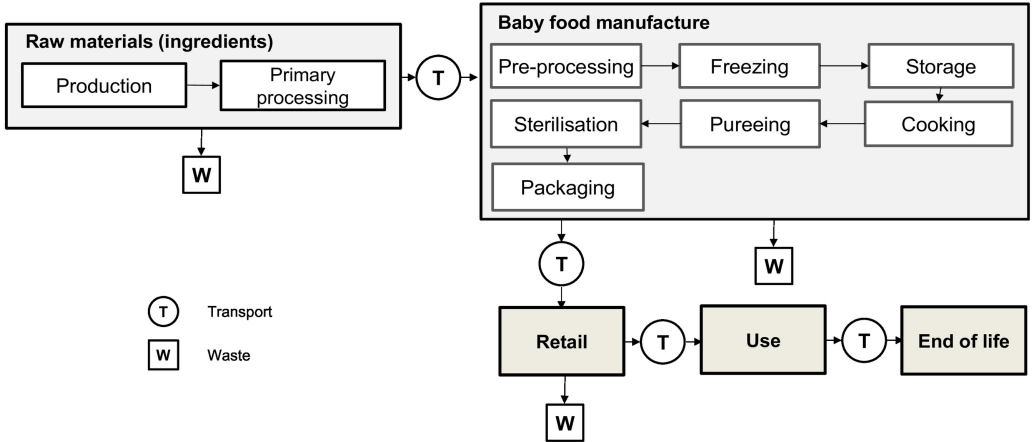 Baby food manufacture
Raw materials (ingredients)
Production
Primary
processing
T
Pre-processing
Freezing
Storage
Sterilisation
Pureeing
Cooking
Packaging
W
T
W
T
Transport
W
Waste
Retail
T
Use
T
End of life
W